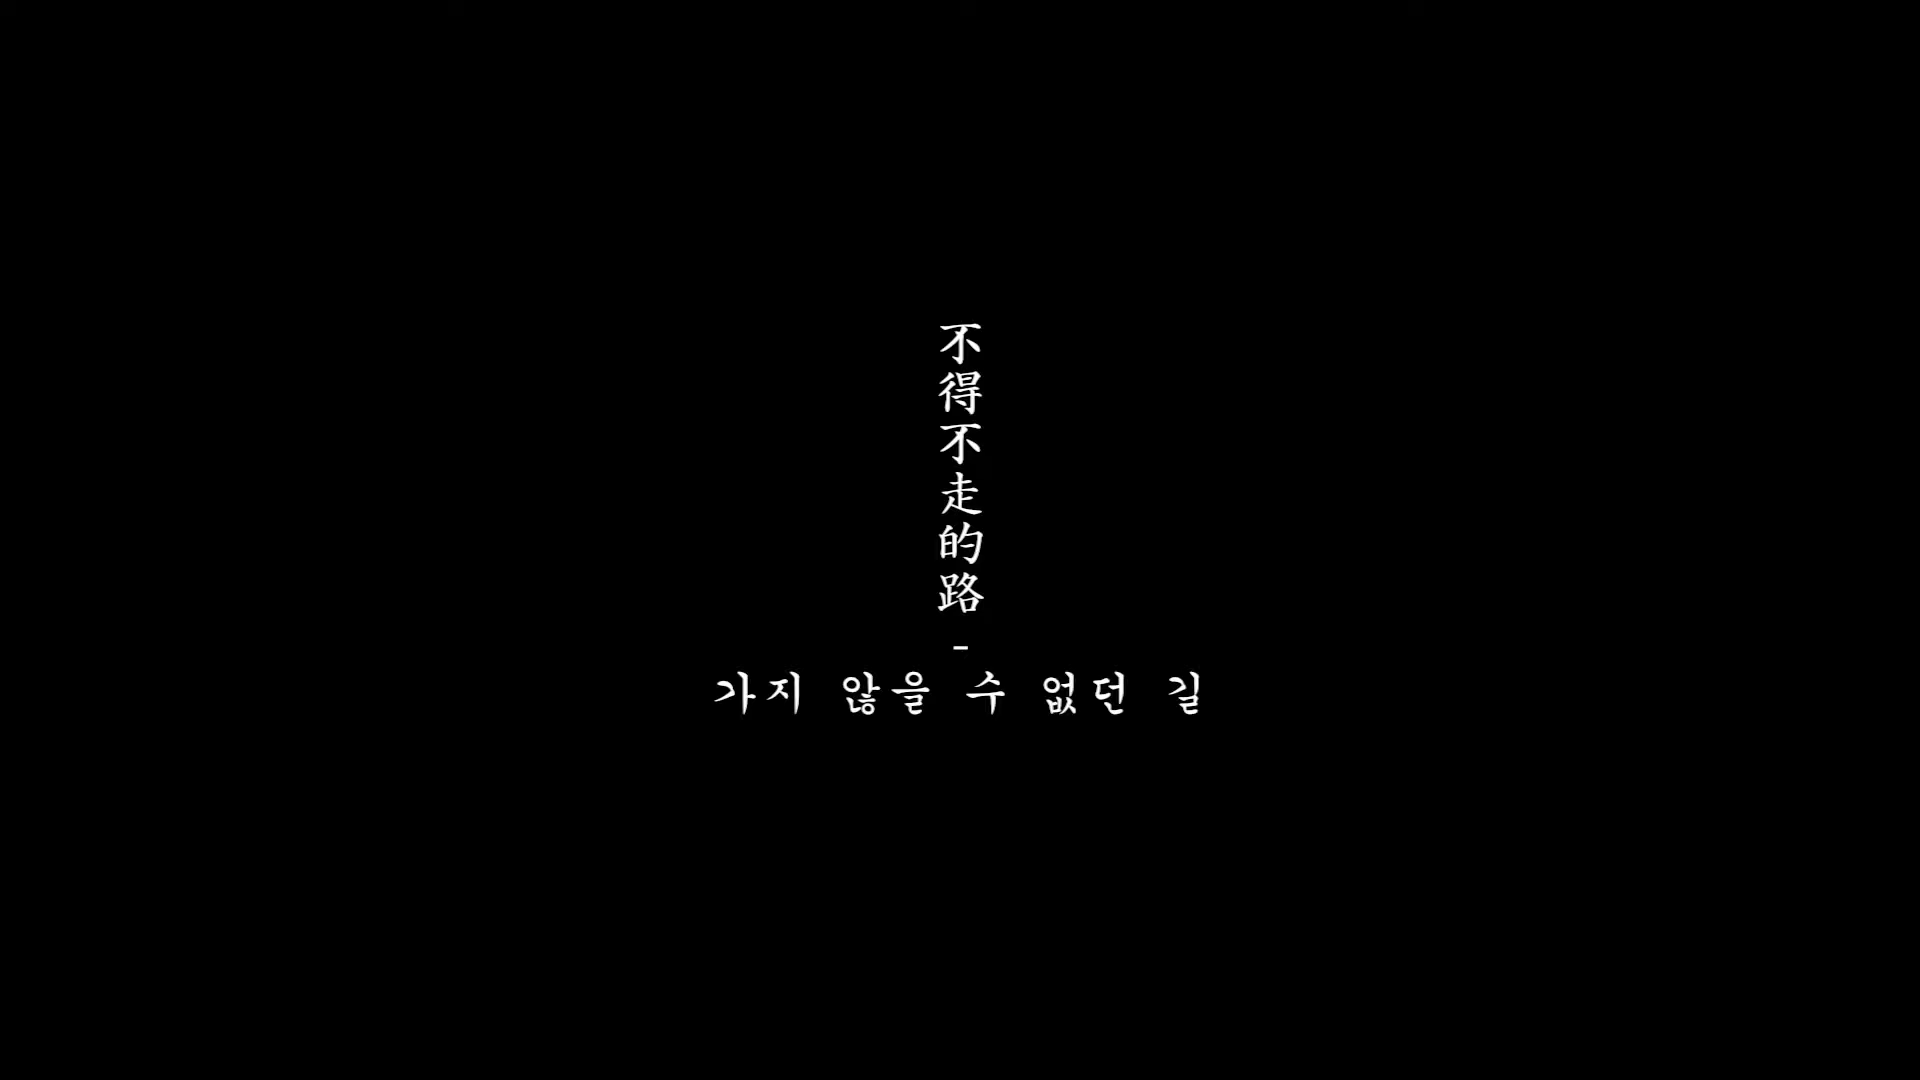 不得不走的路
-
가지 않을 수 없던 길